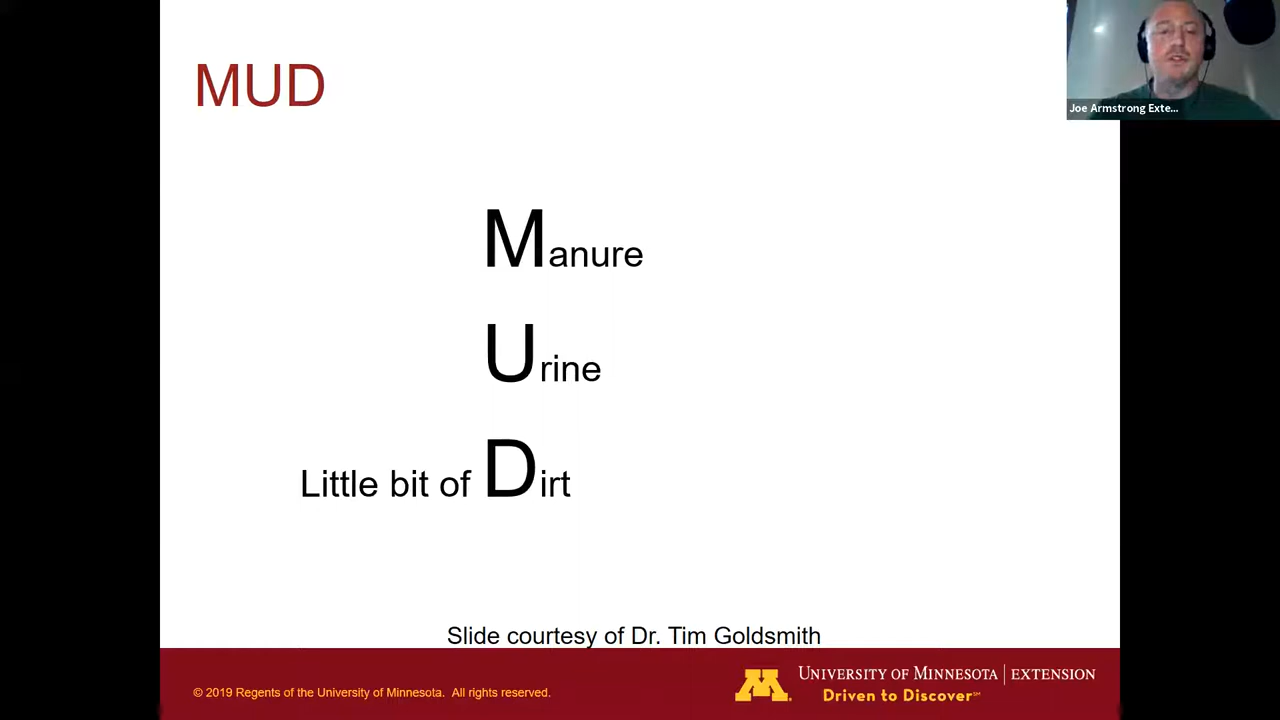 MUD
Joe Armstrong Exte...
Manure
Urine
Little bit of Dirt
Slide courtesy of Dr. Tim Goldsmith
© 2019 Regents of the University of Minnesota. All rights reserved.
M
UNIVERSITY OF MINNESOTA | EXTENSION
Driven to Discover℠